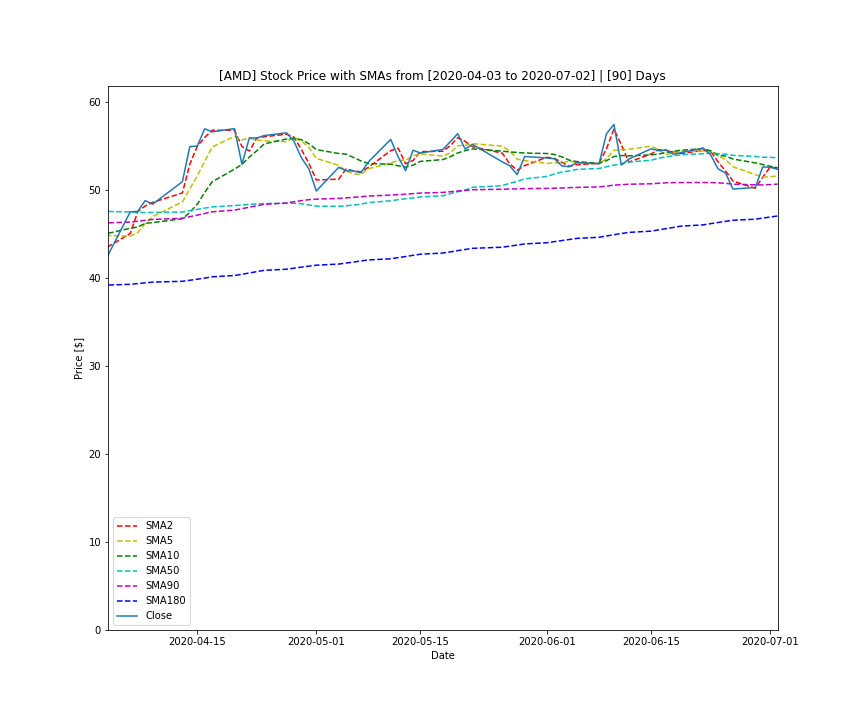 [AMD] Stock Price with SMAs from [2020-04-03 to 2020-07-02] | [90] Days
60
50
40
30
20
10
0
Price [$]
SMA2
SMA5
SMA10
SMA50
SMA90
SMA180
Close
2020-04-15 2020-05-01 2020-05-15 2020-06-01 2020-06-15 2020-07-01
Date